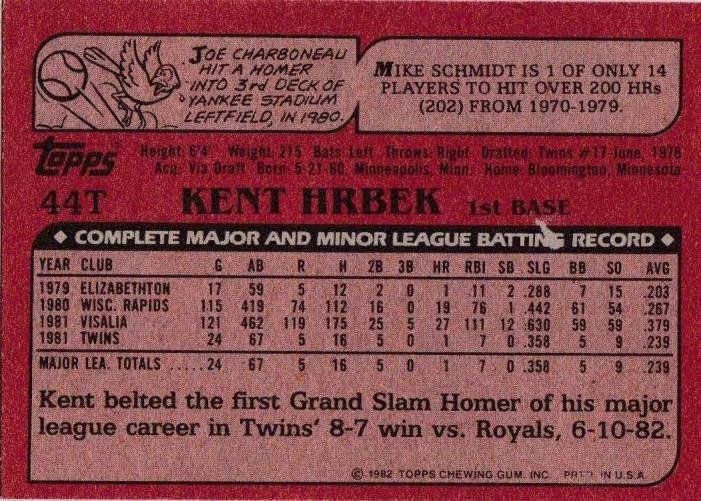 JOE CHARBONEAU
HIT A HOMER
INTO 3rd DECK OF
YANKEE STADIUM
LEFTFIELD, IN 1980.
MIKE SCHMIDT IS 1 OF ONLY 14
PLAYERS TO HIT OVER 200 HRs
(202) FROM 1970-1979.
Topps
Height: 6'4" Weight: 215 Bats: Left Throws: Right Drafted: Twins #17-June, 1978
Acq: Via Draft Born: 5-21-60, Minneapolis, Minn. Home: Bloomington, Minnesota
44T KENT HRBEK 1st BASE
◆ COMPLETE MAJOR AND MINOR LEAGUE BATTING RECORD ◆
YEAR CLUB G AB R H 2B 3B HR RBI SB SLG BB SO AVG
1979 ELIZABETHTON 17 59 5 12 2 0 1 11 2 .288 7 15 .203
1980 WISC. RAPIDS 115 419 74 112 16 0 19 76 1 .442 61 54 .267
1981 VISALIA 121 462 119 175 25 5 27 111 12 .630 59 59 .379
1981 TWINS 24 67 5 16 5 0 1 7 0 .358 5 9 .239
MAJOR LEA. TOTALS .....24 67 5 16 5 0 1 7 0 .358 5 9 .239
Kent belted the first Grand Slam Homer of his major
league career in Twins' 8-7 win vs. Royals, 6-10-82.
© 1982 TOPPS CHEWING GUM, INC. PRTD. IN U.S.A.